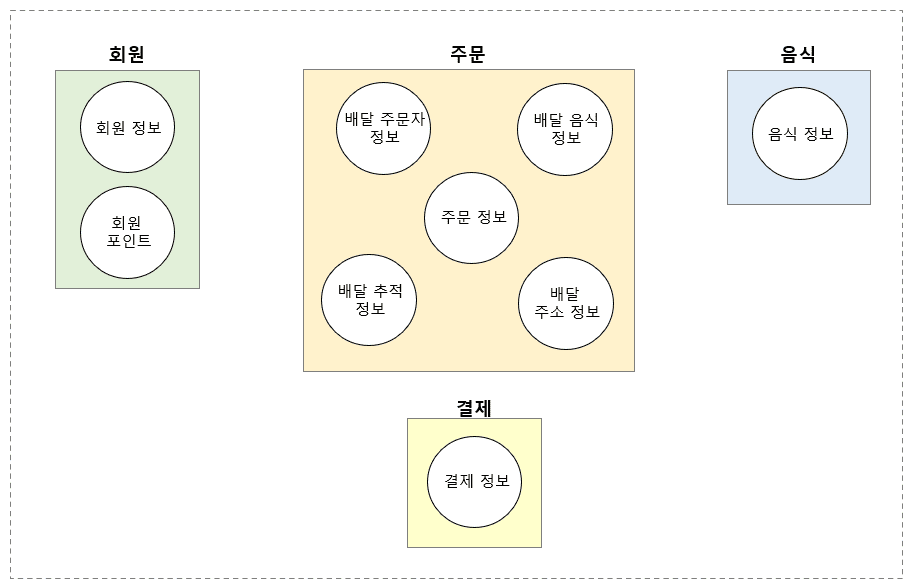 회원
회원 정보
회원
포인트
주문
배달 주문자
정보
배달 음식
정보
주문 정보
배달 추적
정보
배달
주소 정보
음식
음식 정보
결제
결제 정보